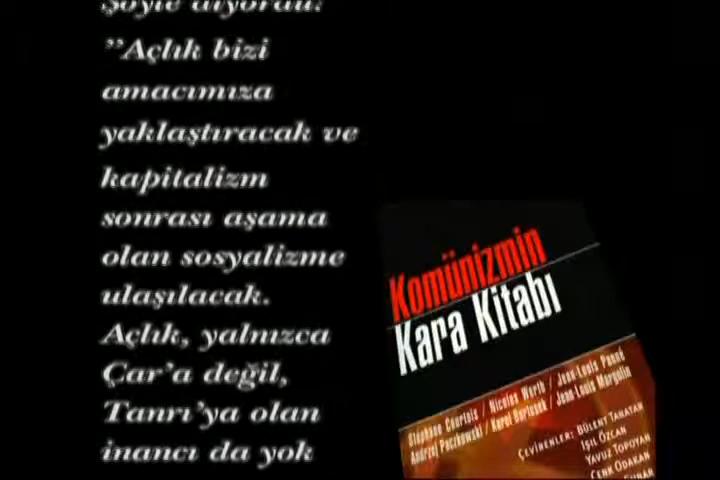 Şöyle diyordu:
”Açlık bizi
amacımıza
yaklaştıracak ve
kapitalizm
sonrası aşama
olan sosyalizme
ulaşılacak.
Açlık, yalnızca
Çar’a değil,
Tanrı’ya olan
inancı da yok
Komünizmin
Kara Kitabı
Stéphane Courtois / Nicolas Werth / Jean-Louis Panné
Andrzej Paczkowski / Karel Bartosek / Jean-Louis Margolin
ÇEVİRENLER: BÜLENT TANATAR
IŞIL ÖZCAN
YAVUZ TOPOYAN
CENK ODAKAN